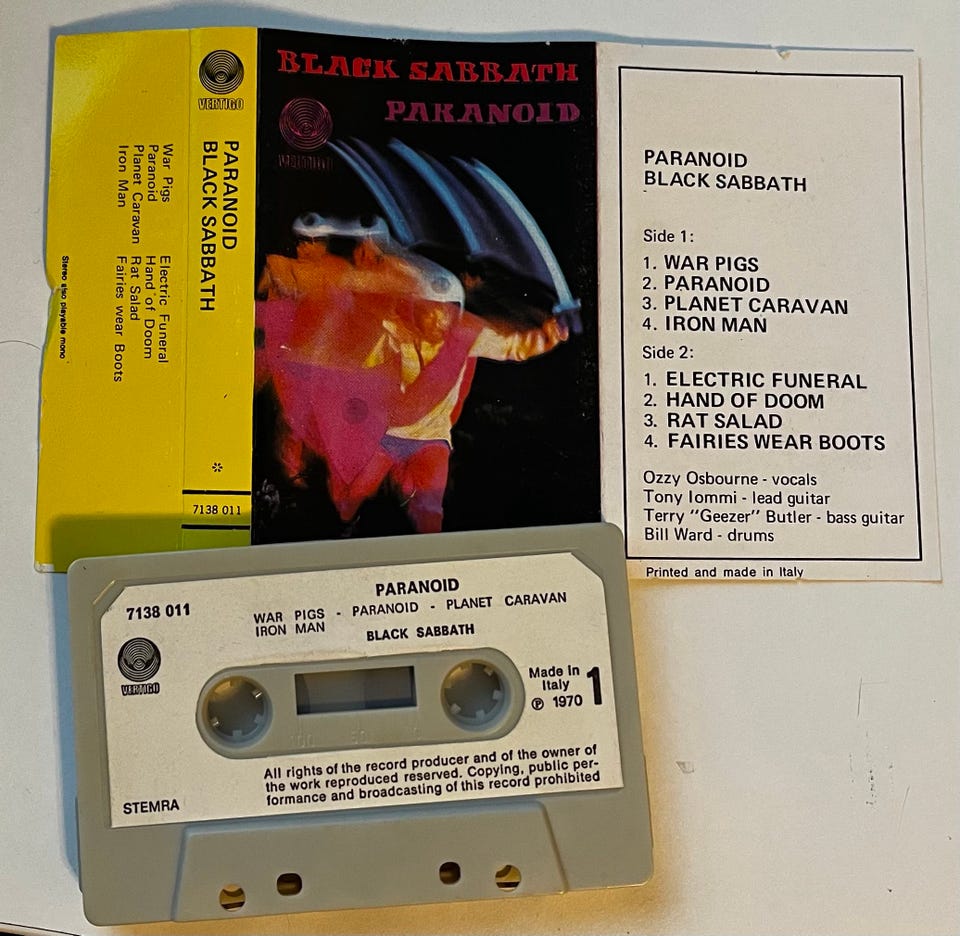 VERTIGO
PARANOID
BLACK SABBATH
War Pigs Electric Funeral
Paranoid Hand of Doom
Planet Caravan Rat Salad
Iron Man Fairies wear Boots
Stereo also playable mono
*
7138 011
BLACK SABBATH
PARANOID
VERTIGO
PARANOID
BLACK SABBATH
Side 1:
1. WAR PIGS
2. PARANOID
3. PLANET CARAVAN
4. IRON MAN
Side 2:
1. ELECTRIC FUNERAL
2. HAND OF DOOM
3. RAT SALAD
4. FAIRIES WEAR BOOTS
Ozzy Osbourne - vocals
Tony Iommi - lead guitar
Terry "Geezer" Butler - bass guitar
Bill Ward - drums
Printed and made in Italy
PARANOID
7138 011
WAR PIGS - PARANOID - PLANET CARAVAN
IRON MAN
BLACK SABBATH
VERTIGO
Made in
Italy
℗ 1970
1
100 50 0
All rights of the record producer and of the owner of
the work reproduced reserved. Copying, public per-
formance and broadcasting of this record prohibited
STEMRA